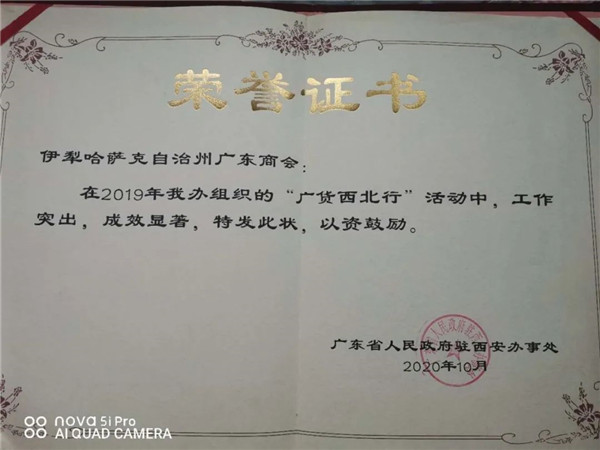 荣誉证书
伊犁哈萨克自治州广东商会：
在2019年我办组织的“广货西北行”活动中，工作
突出，成效显著，特发此状，以资鼓励。
广东省人民政府驻西安办事处
2020年10月
nova 5i Pro
AI QUAD CAMERA